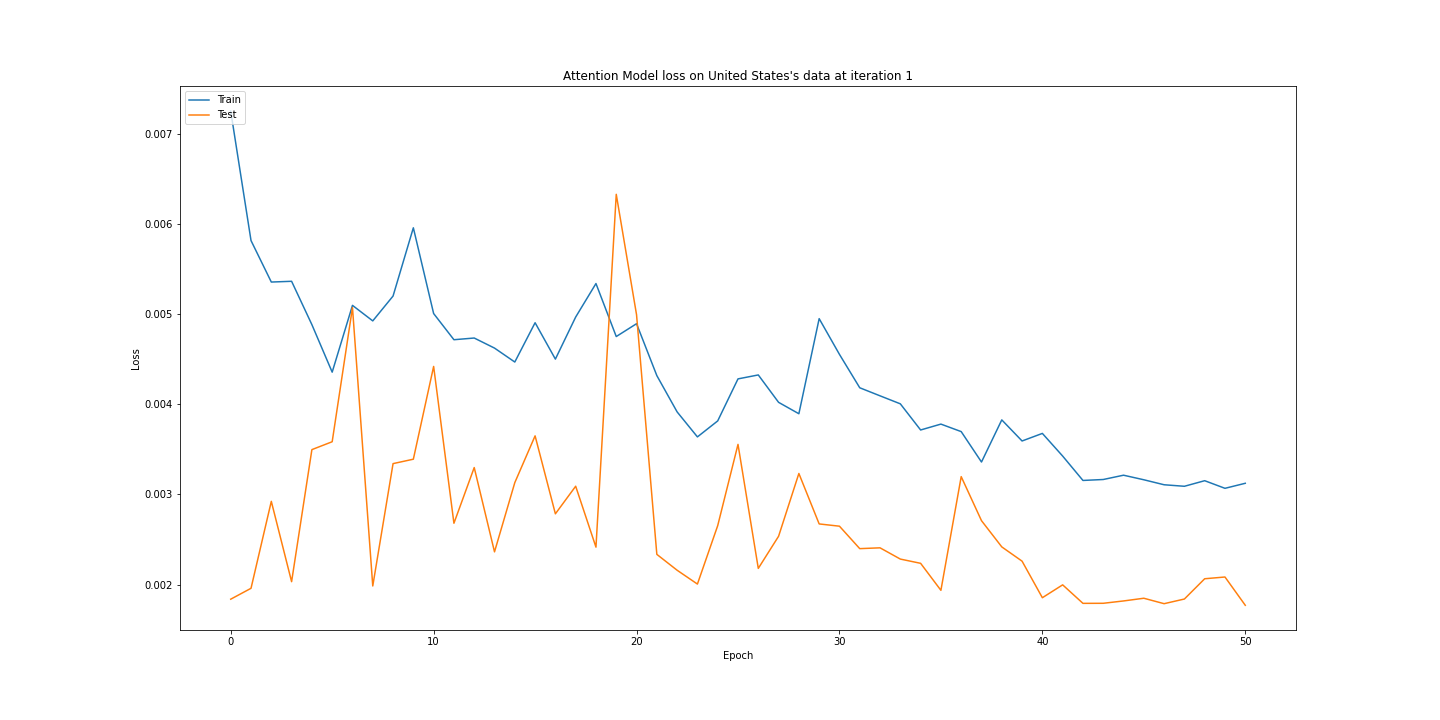 Attention Model loss on United States's data at iteration 1
Train
Test
0.007
0.006
0.005
0.004
0.003
0.002
Loss
0 10 20 30 40 50
Epoch